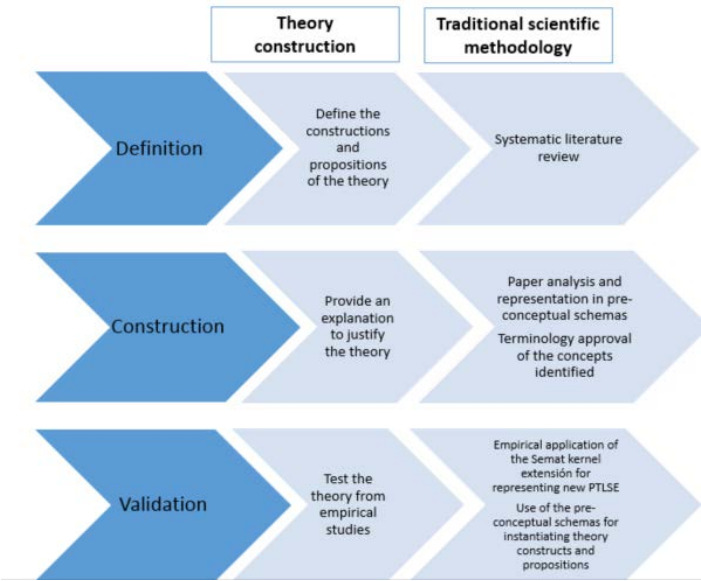 Theory
construction
Traditional scientific
methodology
Definition
Define the
constructions
and
propositions
of the theory
Systematic literature
review
Construction
Provide an
explanation
to justify
the theory
Paper analysis and
representation in pre-
conceptual schemas
Terminology approval
of the concepts
identified
Validation
Test the
theory from
empirical
studies
Empirical application of
the Semat kernel
extensión for
representing new PTLSE
Use of the pre-
conceptual schemas for
instantiating theory
constructs and
propositions